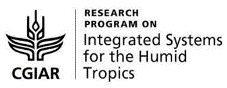 RESEARCH
PROGRAM ON
Integrated Systems
for the Humid
Tropics
CGIAR